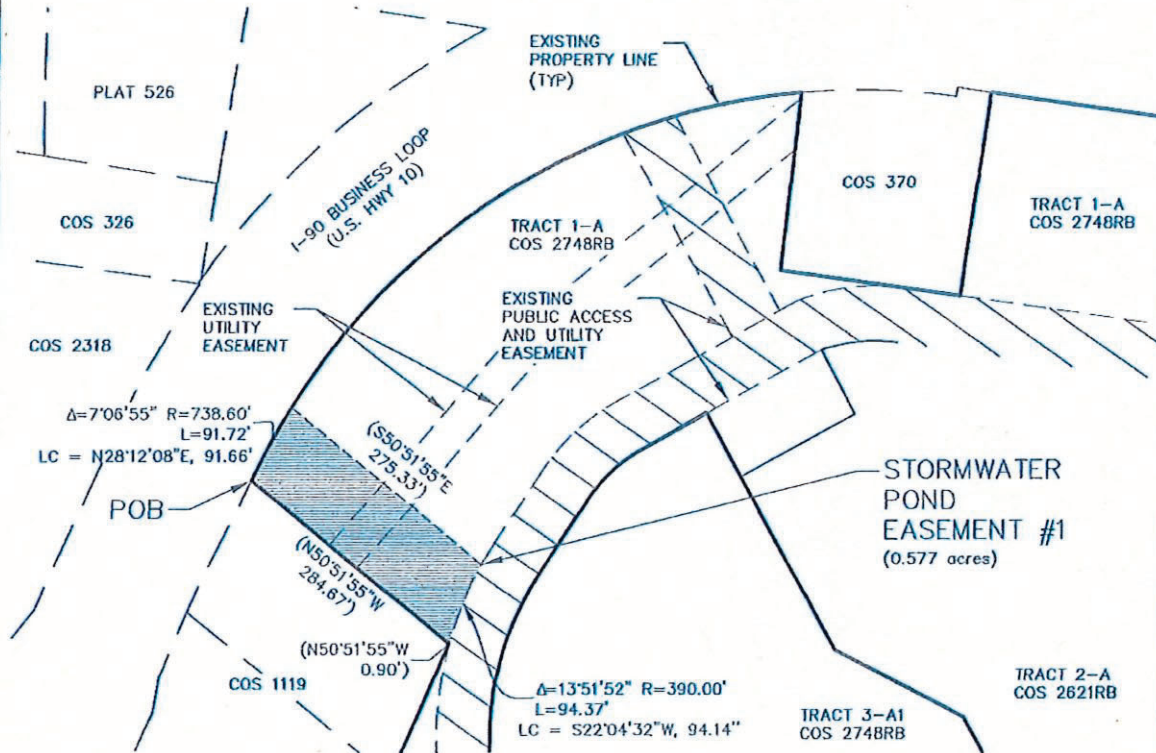 EXISTING
PROPERTY LINE
(TYP)
PLAT 526
I-90 BUSINESS LOOP
(U.S. HWY 10)
COS 326
COS 370
TRACT 1-A
COS 2748RB
TRACT 1-A
COS 2748RB
EXISTING
UTILITY
EASEMENT
EXISTING
PUBLIC ACCESS
AND UTILITY
EASEMENT
COS 2318
Δ=7°06'55" R=738.60'
L=91.72'
LC = N28°12'08"E, 91.66'
(S50°51'55"E
275.33')
POB
STORMWATER
POND
EASEMENT #1
(0.577 acres)
(N50°51'55"W
284.67')
(N50°51'55"W
0.90')
COS 1119
Δ=13°51'52" R=390.00'
L=94.37'
LC = S22°04'32"W, 94.14"
TRACT 3-A1
COS 2748RB
TRACT 2-A
COS 2621RB